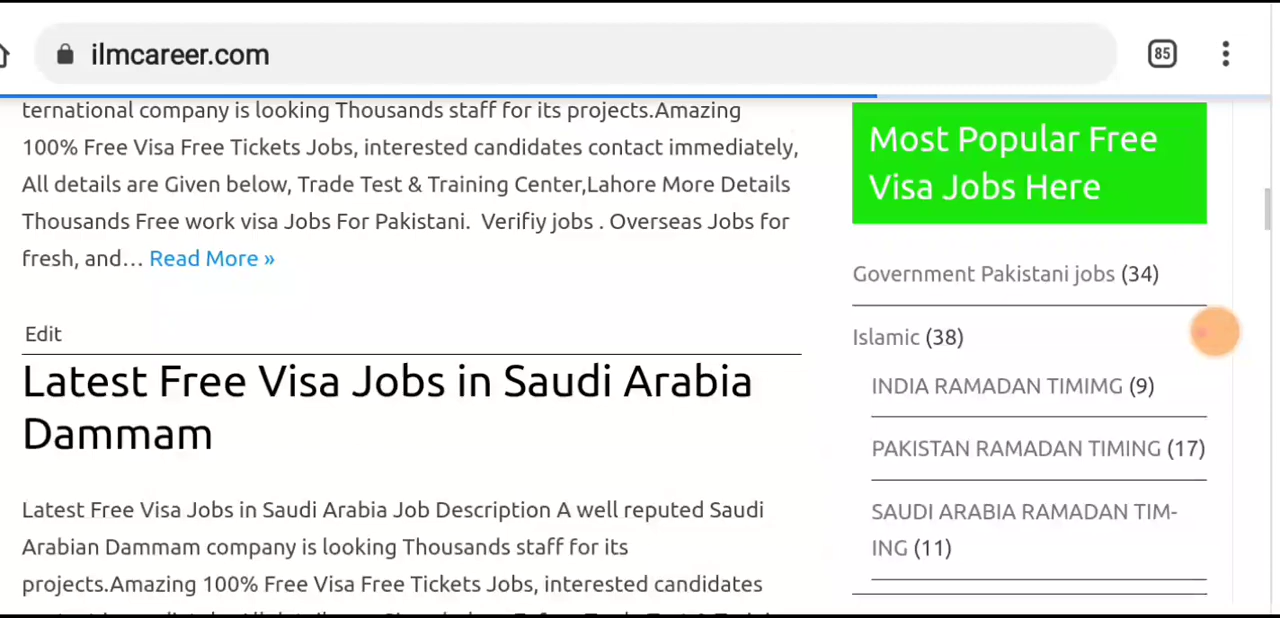 ilmcareer.com
85
ternational company is looking Thousands staff for its projects.Amazing
100% Free Visa Free Tickets Jobs, interested candidates contact immediately,
All details are Given below, Trade Test & Training Center,Lahore More Details
Thousands Free work visa Jobs For Pakistani. Verifiy jobs . Overseas Jobs for
fresh, and… Read More »
Edit
Latest Free Visa Jobs in Saudi Arabia
Dammam
Latest Free Visa Jobs in Saudi Arabia Job Description A well reputed Saudi
Arabian Dammam company is looking Thousands staff for its
projects.Amazing 100% Free Visa Free Tickets Jobs, interested candidates
Most Popular Free
Visa Jobs Here
Government Pakistani jobs (34)
Islamic (38)
INDIA RAMADAN TIMIMG (9)
PAKISTAN RAMADAN TIMING (17)
SAUDI ARABIA RAMADAN TIM-
ING (11)